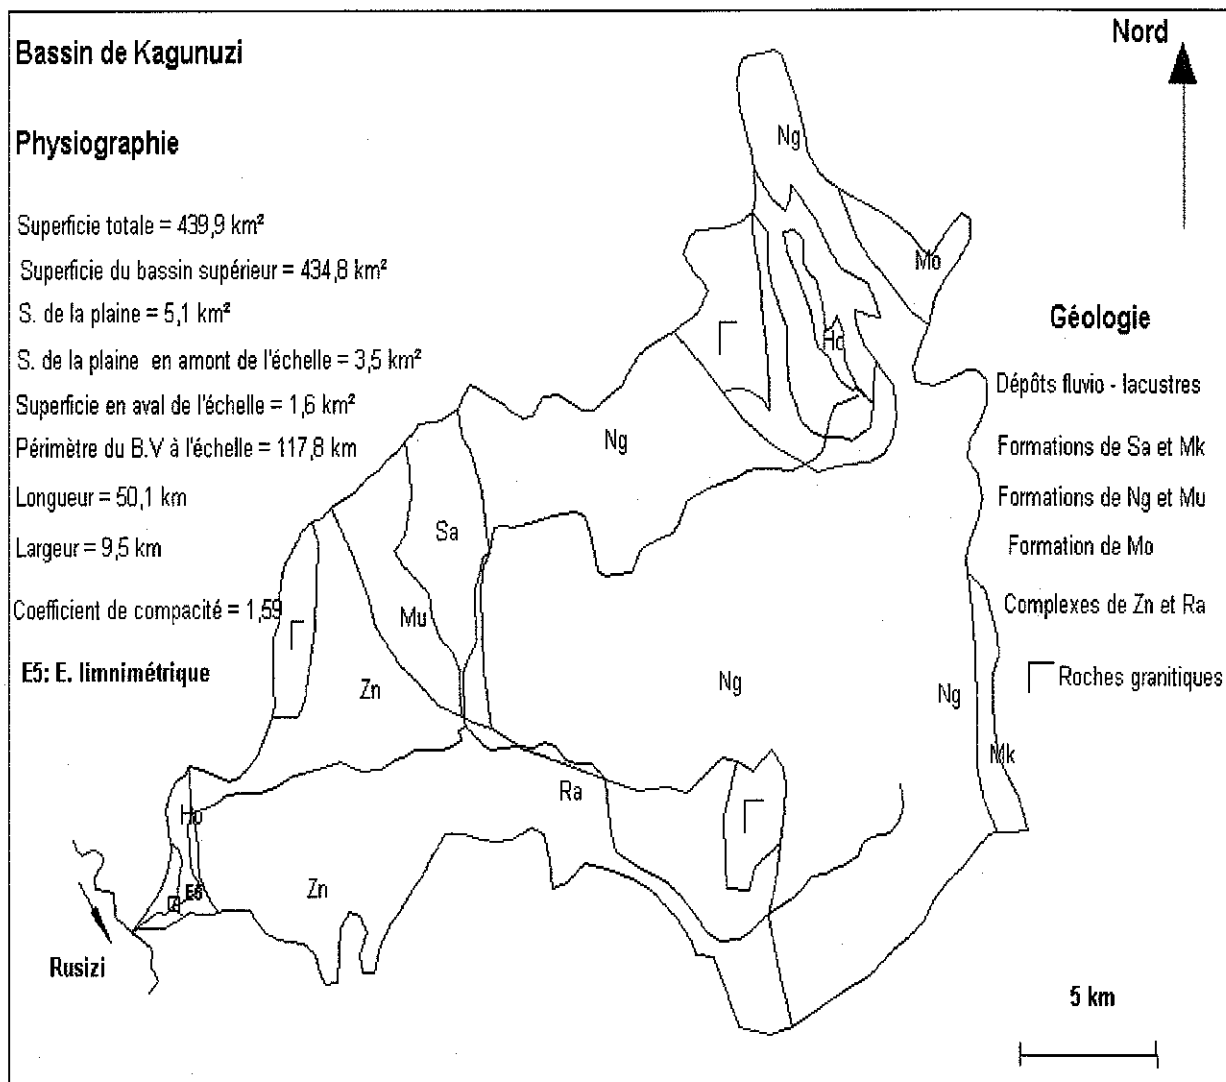 Bassin de Kagunuzi
Physiographie
Superficie totale = 439,9 km²
Superficie du bassin supérieur = 434,8 km²
S. de la plaine = 5,1 km²
S. de la plaine en amont de l'échelle = 3,5 km²
Superficie en aval de l'échelle = 1,6 km²
Périmètre du B.V à l'échelle = 117,8 km
Longueur = 50,1 km
Largeur = 9,5 km
Coefficient de compacité = 1,59
E5: E. limnimétrique
Nord
Ng
Mo
Ho
Ng
Sa
Mu
Zn
Ng
Ng
Mk
Ra
Ho
E5
Zn
Rusizi
Géologie
Dépôts fluvio - lacustres
Formations de Sa et Mk
Formations de Ng et Mu
Formation de Mo
Complexes de Zn et Ra
Roches granitiques
5 km